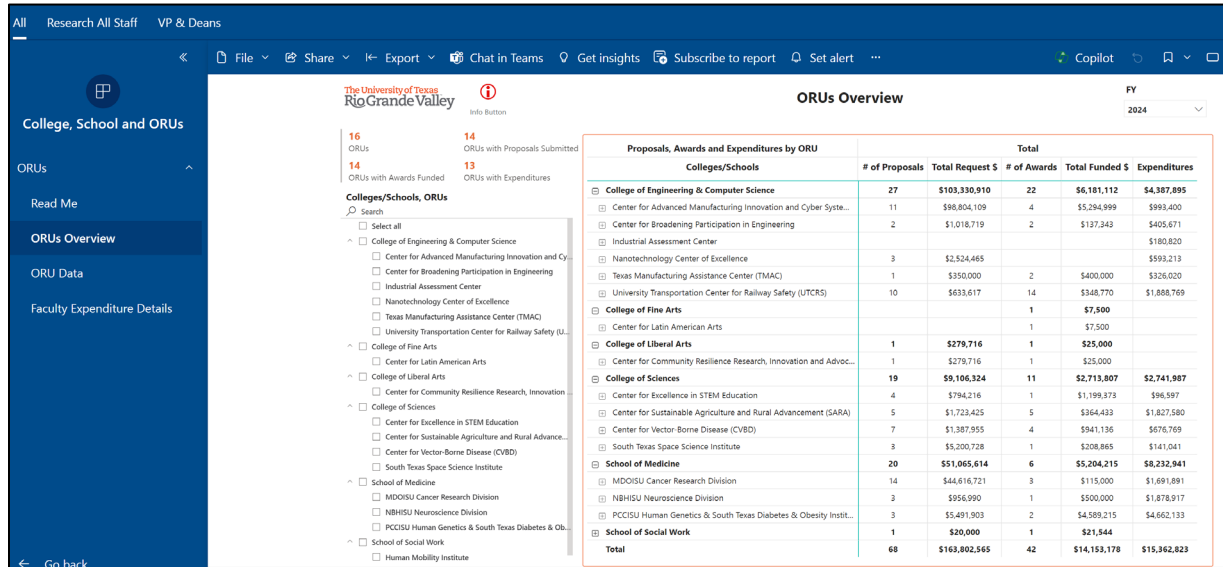 All Research All Staff VP & Deans
« File Share Export Chat in Teams Get insights Subscribe to report Set alert ... Copilot
College, School and ORUs
ORUs
Read Me
ORUs Overview
ORU Data
Faculty Expenditure Details
← Go back
The University of Texas
Rio Grande Valley
Info Button
ORUs Overview
FY
2024
16
ORUs
14
ORUs with Proposals Submitted
14
ORUs with Awards Funded
13
ORUs with Expenditures
Colleges/Schools, ORUs
Search
Select all
College of Engineering & Computer Science
Center for Advanced Manufacturing Innovation and Cy...
Center for Broadening Participation in Engineering
Industrial Assessment Center
Nanotechnology Center of Excellence
Texas Manufacturing Assistance Center (TMAC)
University Transportation Center for Railway Safety (U...
College of Fine Arts
Center for Latin American Arts
College of Liberal Arts
Center for Community Resilience Research, Innovation ...
College of Sciences
Center for Excellence in STEM Education
Center for Sustainable Agriculture and Rural Advance...
Center for Vector-Borne Disease (CVBD)
South Texas Space Science Institute
School of Medicine
MDOISU Cancer Research Division
NBHISU Neuroscience Division
PCCISU Human Genetics & South Texas Diabetes & Ob...
School of Social Work
Human Mobility Institute
Proposals, Awards and Expenditures by ORU Total
Colleges/Schools # of Proposals Total Request $ # of Awards Total Funded $ Expenditures
College of Engineering & Computer Science 27 $103,330,910 22 $6,181,112 $4,387,895
Center for Advanced Manufacturing Innovation and Cyber Syste... 11 $98,804,109 4 $5,294,999 $993,400
Center for Broadening Participation in Engineering 2 $1,018,719 2 $137,343 $405,671
Industrial Assessment Center $180,820
Nanotechnology Center of Excellence 3 $2,524,465 $593,213
Texas Manufacturing Assistance Center (TMAC) 1 $350,000 2 $400,000 $326,020
University Transportation Center for Railway Safety (UTCRS) 10 $633,617 14 $348,770 $1,888,769
College of Fine Arts 1 $7,500
Center for Latin American Arts 1 $7,500
College of Liberal Arts 1 $279,716 1 $25,000
Center for Community Resilience Research, Innovation and Advoc... 1 $279,716 1 $25,000
College of Sciences 19 $9,106,324 11 $2,713,807 $2,741,987
Center for Excellence in STEM Education 4 $794,216 1 $1,199,373 $96,597
Center for Sustainable Agriculture and Rural Advancement (SARA) 5 $1,723,425 5 $364,433 $1,827,580
Center for Vector-Borne Disease (CVBD) 7 $1,387,955 4 $941,136 $676,769
South Texas Space Science Institute 3 $5,200,728 1 $208,865 $141,041
School of Medicine 20 $51,065,614 6 $5,204,215 $8,232,941
MDOISU Cancer Research Division 14 $44,616,721 3 $115,000 $1,691,891
NBHISU Neuroscience Division 3 $956,990 1 $500,000 $1,878,917
PCCISU Human Genetics & South Texas Diabetes & Obesity Instit... 3 $5,491,903 2 $4,589,215 $4,662,133
School of Social Work 1 $20,000 1 $21,544
Total 68 $163,802,565 42 $14,153,178 $15,362,823